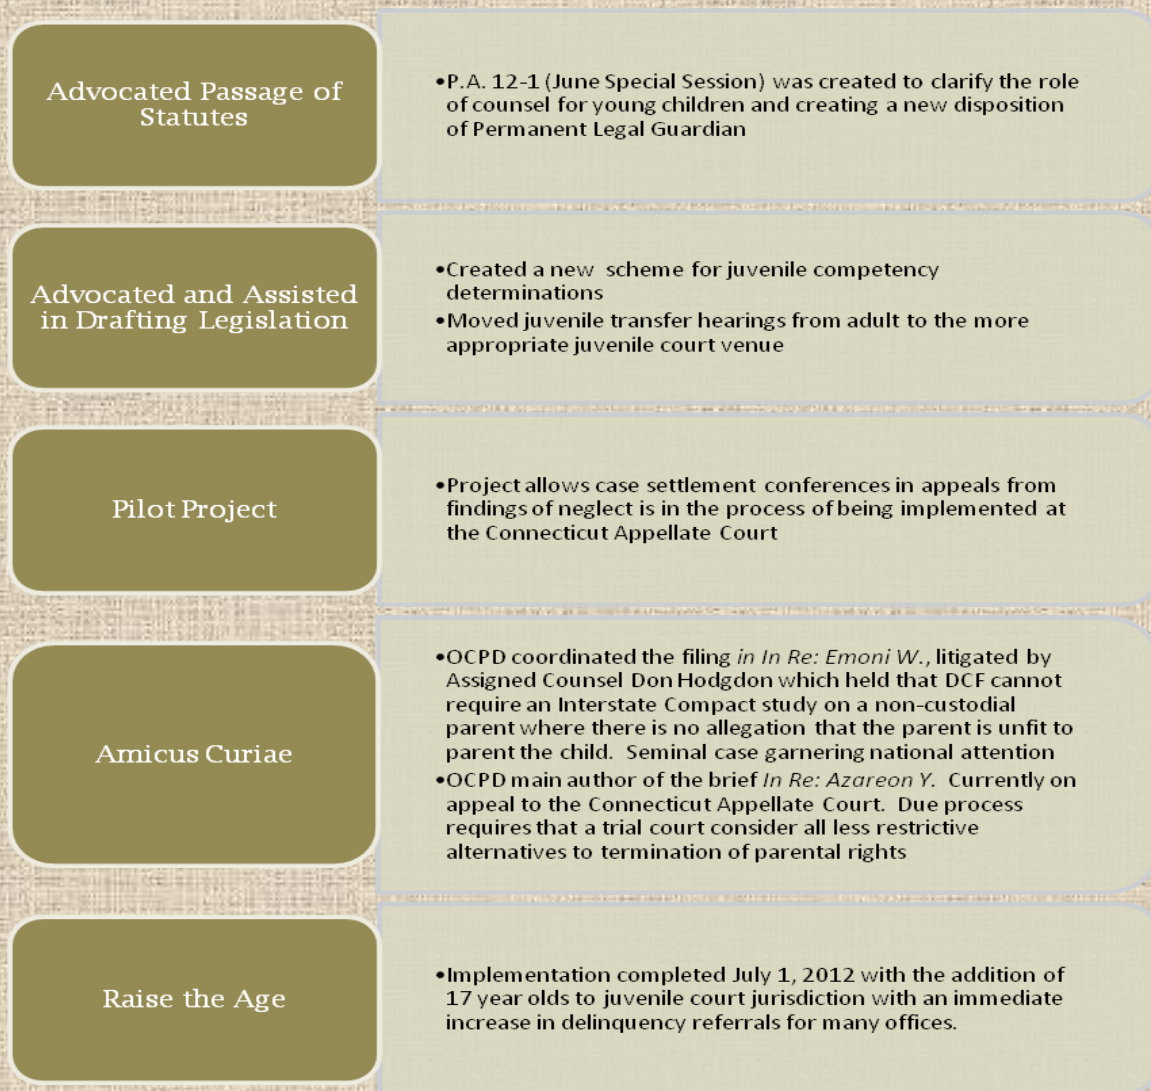 Advocated Passage of
Statutes
•P.A. 12-1 (June Special Session) was created to clarify the role
of counsel for young children and creating a new disposition
of Permanent Legal Guardian
Advocated and Assisted
in Drafting Legislation
•Created a new  scheme for juvenile competency
determinations
•Moved juvenile transfer hearings from adult to the more
appropriate juvenile court venue
Pilot Project
•Project allows case settlement conferences in appeals from
findings of neglect is in the process of being implemented at
the Connecticut Appellate Court
Amicus Curiae
•OCPD coordinated the filing in In Re: Emoni W., litigated by
Assigned Counsel Don Hodgdon which held that DCF cannot
require an Interstate Compact study on a non-custodial
parent where there is no allegation that the parent is unfit to
parent the child.  Seminal case garnering national attention
•OCPD main author of the brief In Re: Azareon Y.  Currently on
appeal to the Connecticut Appellate Court.  Due process
requires that a trial court consider all less restrictive
alternatives to termination of parental rights
Raise the Age
•Implementation completed July 1, 2012 with the addition of
17 year olds to juvenile court jurisdiction with an immediate
increase in delinquency referrals for many offices.